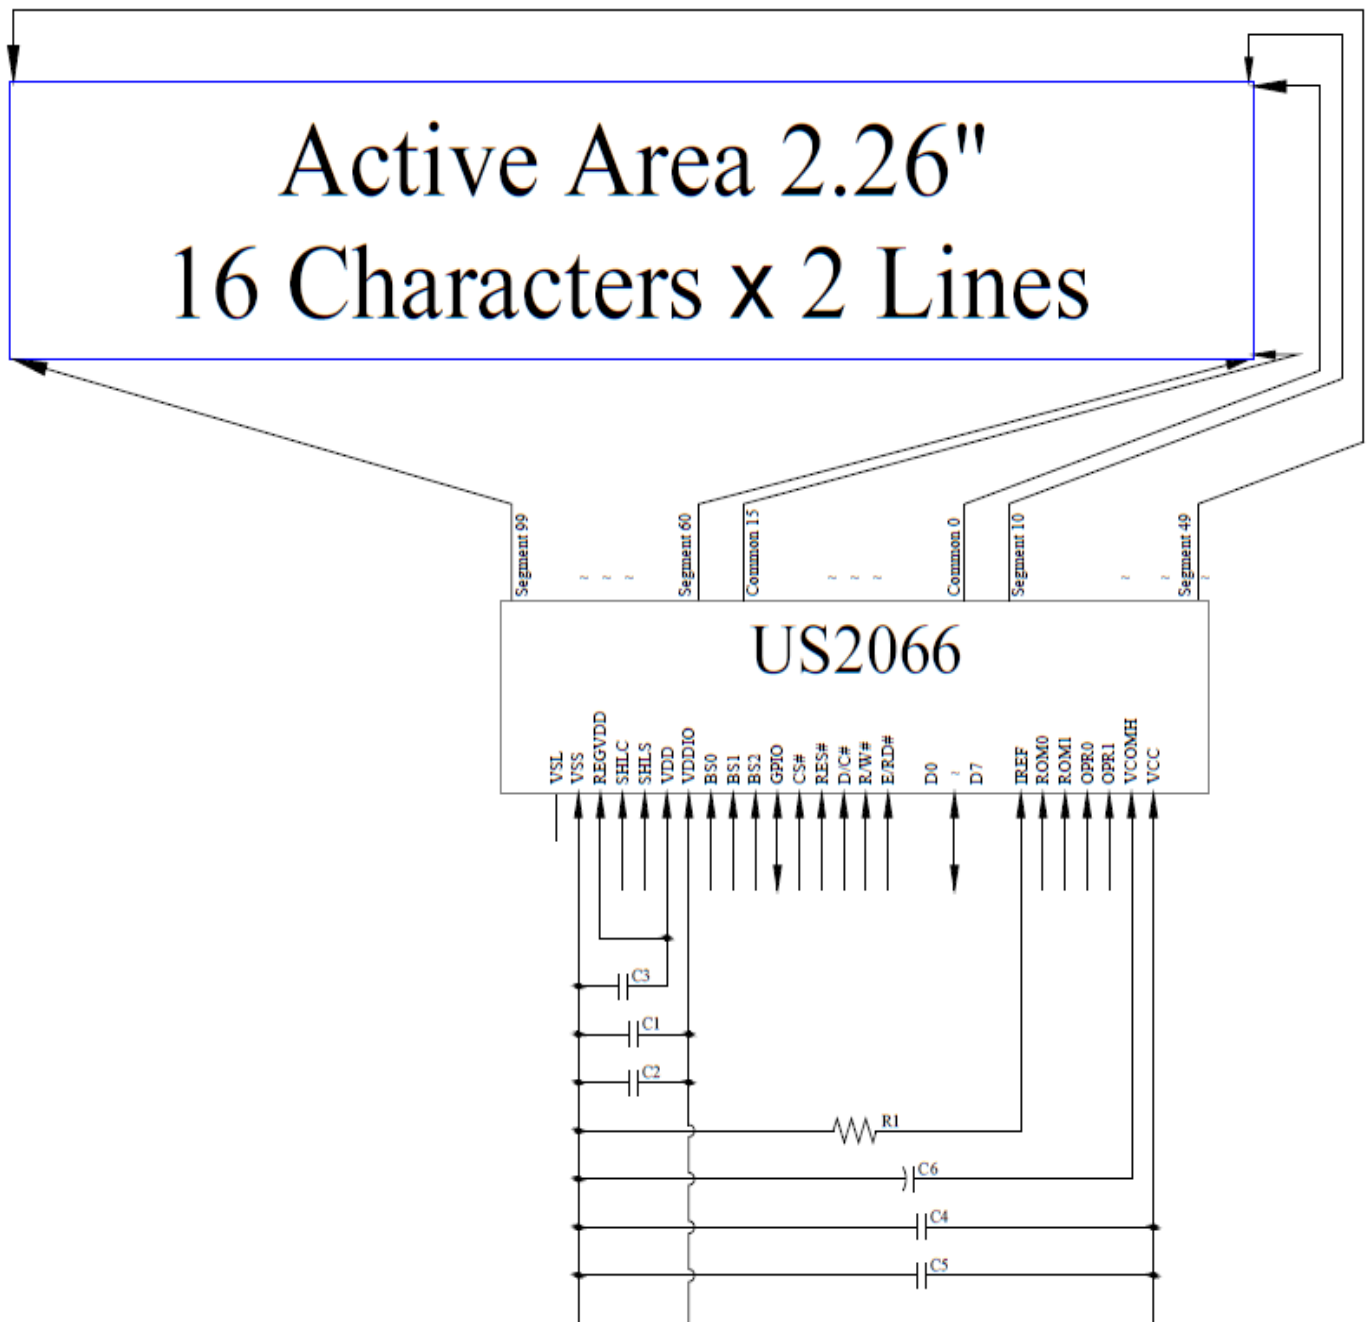 Active Area 2.26"
16 Characters x 2 Lines
Segment 99
~ ~ ~
Segment 60
Common 15
~ ~ ~
Common 0
Segment 10
~ ~ ~
Segment 49
US2066
VSL
VSS
REGVDD
SHLC
SHLS
VDD
VDDIO
BS0
BS1
BS2
GPIO
CS#
RES#
D/C#
R/W#
E/RD#
D0
~
D7
IREF
ROM0
ROM1
OPR0
OPR1
VCOMH
VCC
C3
C1
C2
R1
C6
C4
C5